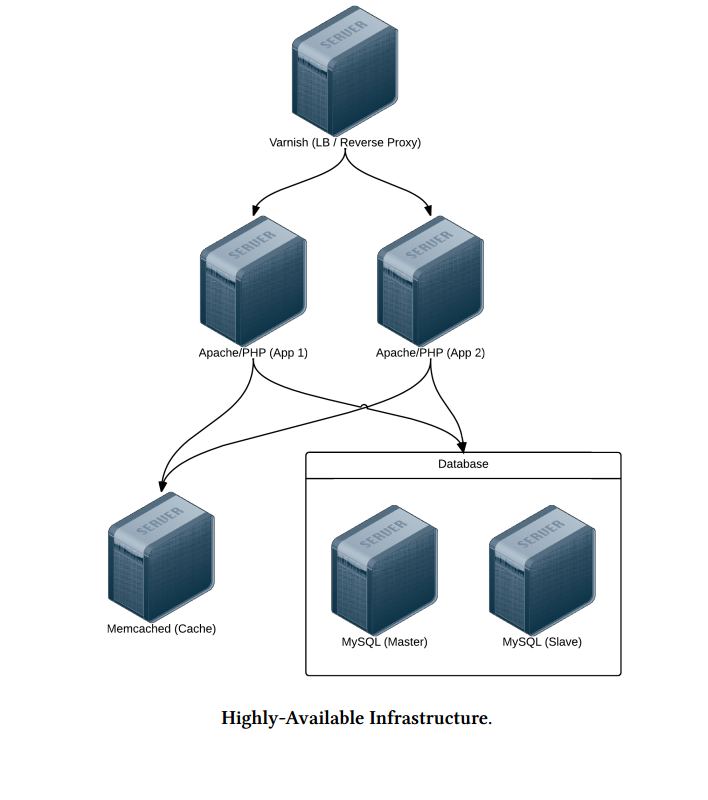 SERVER
Varnish (LB / Reverse Proxy)
SERVER
SERVER
Apache/PHP (App 1)
Apache/PHP (App 2)
Database
SERVER
SERVER
SERVER
Memcached (Cache)
MySQL (Master)
MySQL (Slave)
Highly-Available Infrastructure.